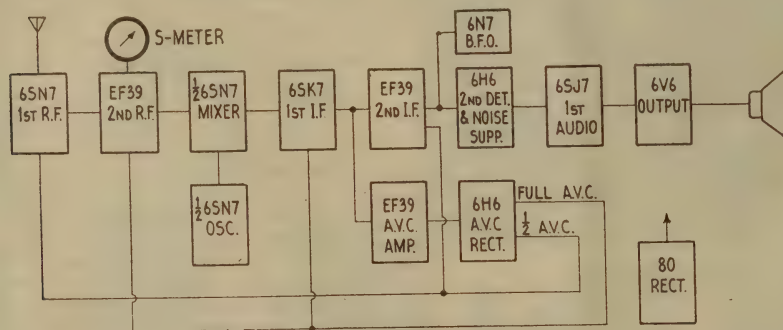 S-METER
6SN7
1ST R.F.
EF39
2ND R.F.
½6SN7
MIXER
6SK7
1ST I.F.
EF39
2ND I.F.
6N7
B.F.O.
6H6
2ND DET.
& NOISE
SUPP.
6SJ7
1ST
AUDIO
6V6
OUTPUT
½6SN7
OSC.
EF39
A.V.C.
AMP.
6H6
A.V.C
RECT.
FULL A.V.C.
½ A.V.C.
80
RECT.